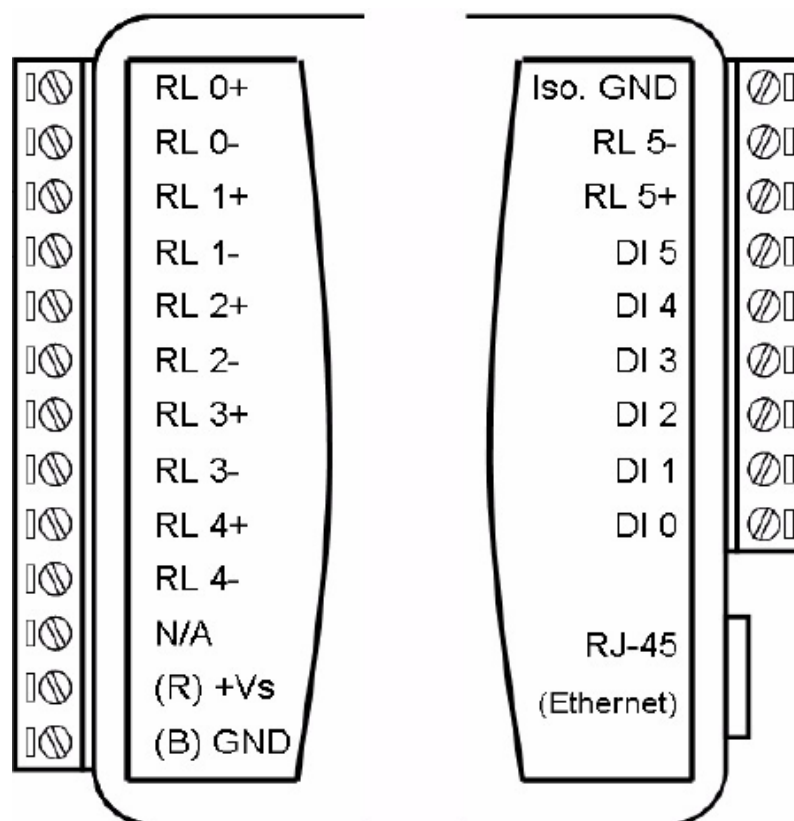 RL 0+
RL 0-
RL 1+
RL 1-
RL 2+
RL 2-
RL 3+
RL 3-
RL 4+
RL 4-
N/A
(R) +Vs
(B) GND
Iso. GND
RL 5-
RL 5+
DI 5
DI 4
DI 3
DI 2
DI 1
DI 0
RJ-45
(Ethernet)